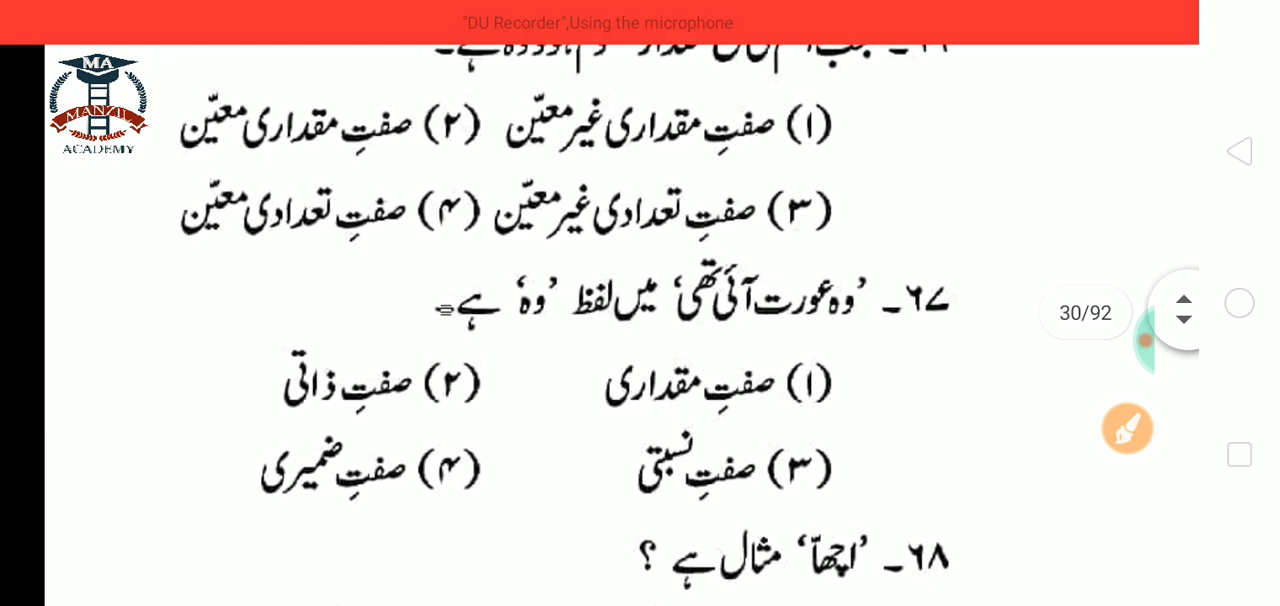 "DU Recorder",Using the microphone
MA
MANZIL
ACADEMY
(۱) صفتِ مقداری غیر معیّن (۲) صفتِ مقداری معیّن
(۳) صفتِ تعدادی غیر معیّن (۴) صفتِ تعدادی معیّن
۶۷۔ ’وہ عورت آئی تھی‘ میں لفظ ’وہ‘ ہے۔
(۱) صفتِ مقداری (۲) صفتِ ذاتی
(۳) صفتِ نسبتی (۴) صفتِ ضمیری
30/92
۶۸۔ ’اچھّا‘ مثال ہے ؟